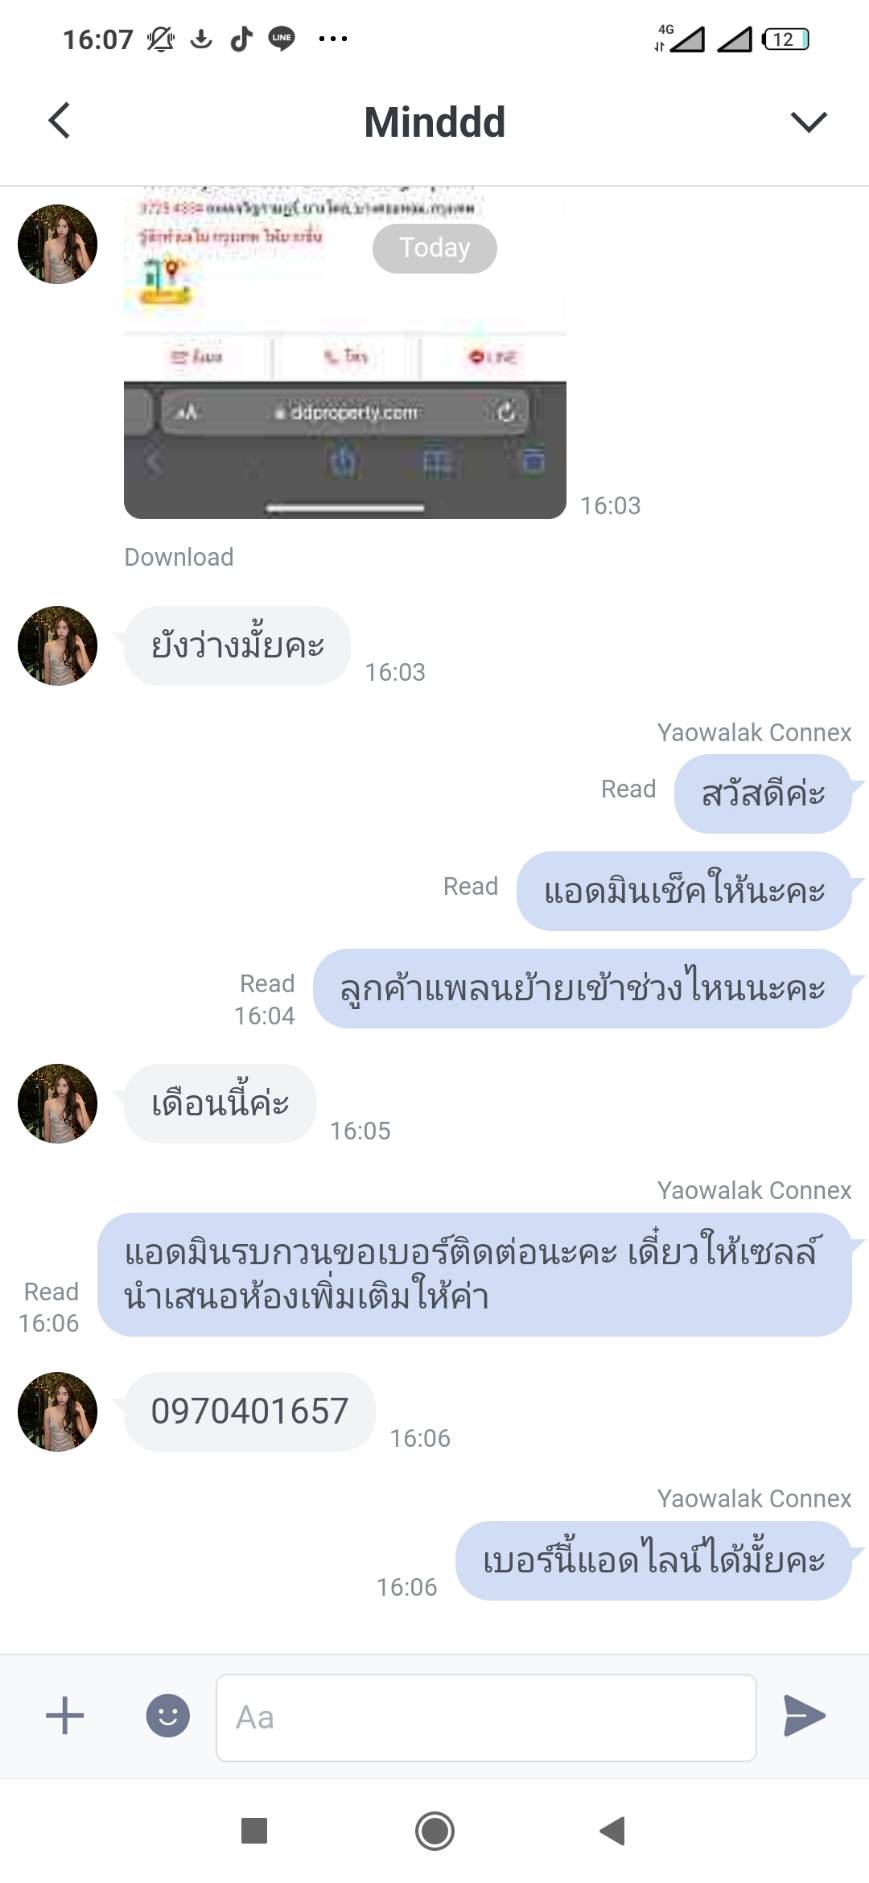 16:07
LINE
4G
12
Minddd
Today
LINE
ddproperty.com
16:03
Download
ยังว่างมั้ยคะ
16:03
Yaowalak Connex
Read
สวัสดีค่ะ
Read
แอดมินเช็คให้นะคะ
Read
16:04
ลูกค้าแพลนย้ายเข้าช่วงไหนนะคะ
เดือนนี้ค่ะ
16:05
Yaowalak Connex
แอดมินรบกวนขอเบอร์ติดต่อนะคะ เดี๋ยวให้เซลล์
นำเสนอห้องเพิ่มเติมให้ค่า
Read
16:06
0970401657
16:06
Yaowalak Connex
เบอร์นี้แอดไลน์ได้มั้ยคะ
16:06
Aa